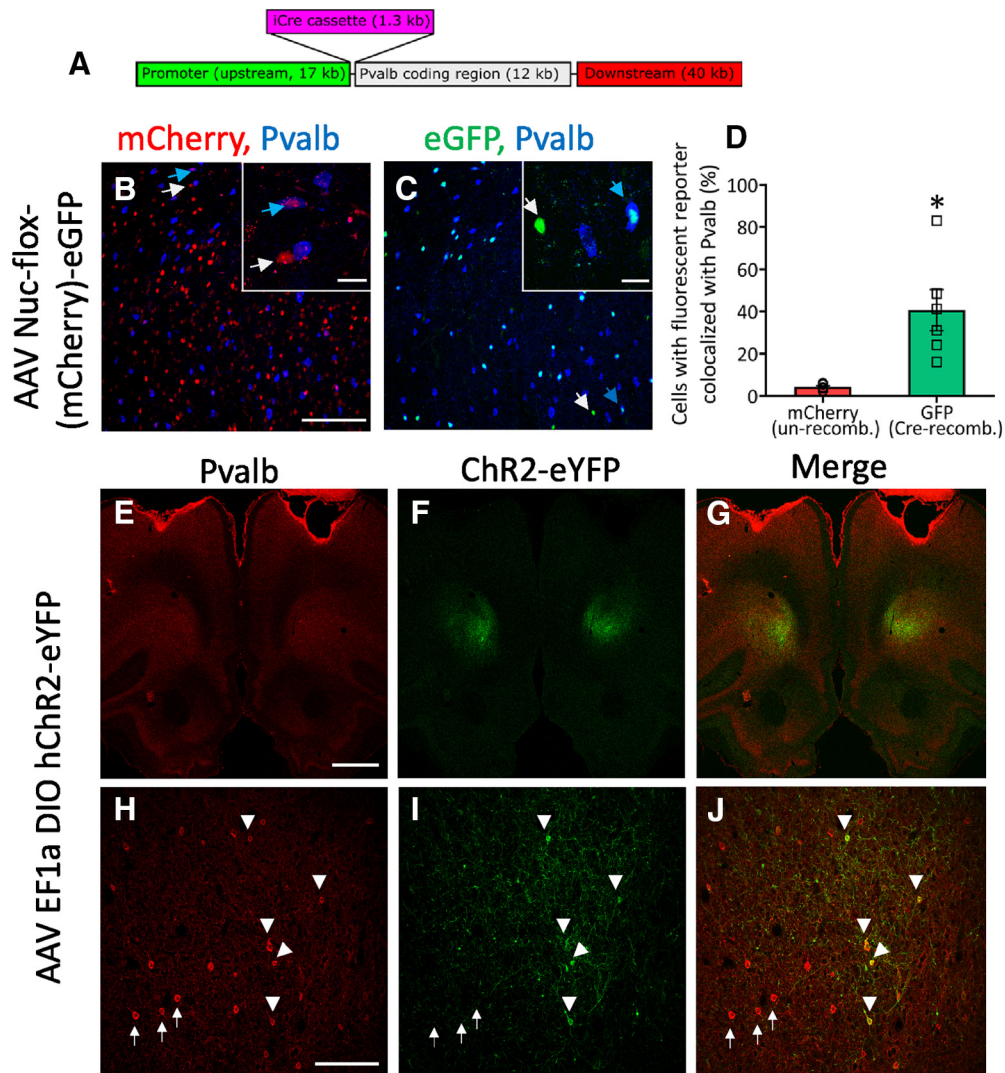 iCre cassette (1.3 kb)
A
Promoter (upstream, 17 kb)
Pvalb coding region (12 kb)
Downstream (40 kb)
AAV Nuc-flox-
(mCherry)-eGFP
mCherry, Pvalb
B
eGFP, Pvalb
C
D
Cells with fluorescent reporter
colocalized with Pvalb (%)
100
80
60
40
20
0
*
mCherry
(un-recomb.)
GFP
(Cre-recomb.)
AAV EF1a DIO hChR2-eYFP
Pvalb
ChR2-eYFP
Merge
E
F
G
H
I
J